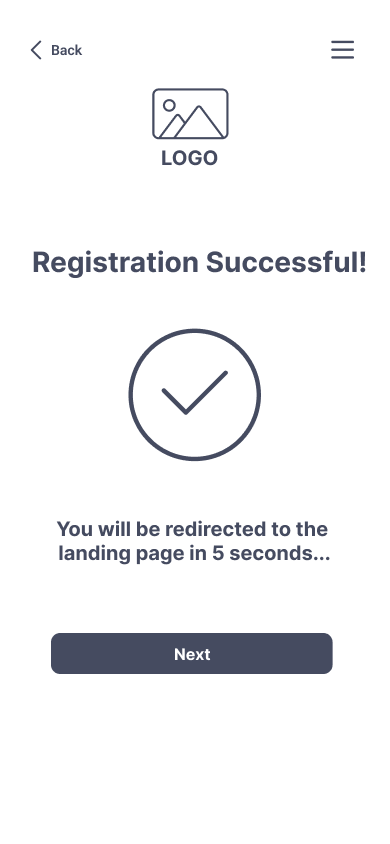 Back
LOGO
Registration Successful!
You will be redirected to the
landing page in 5 seconds...
Next